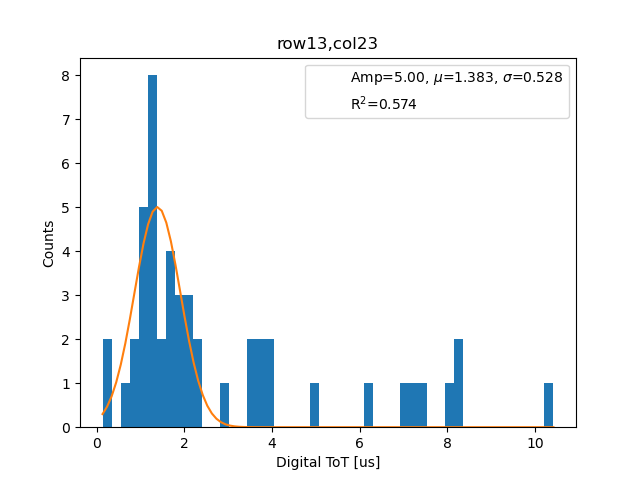 row13,col23
Amp=5.00, μ=1.383, σ=0.528
R²=0.574
Counts
8
7
6
5
4
3
2
1
0
0 2 4 6 8 10
Digital ToT [us]